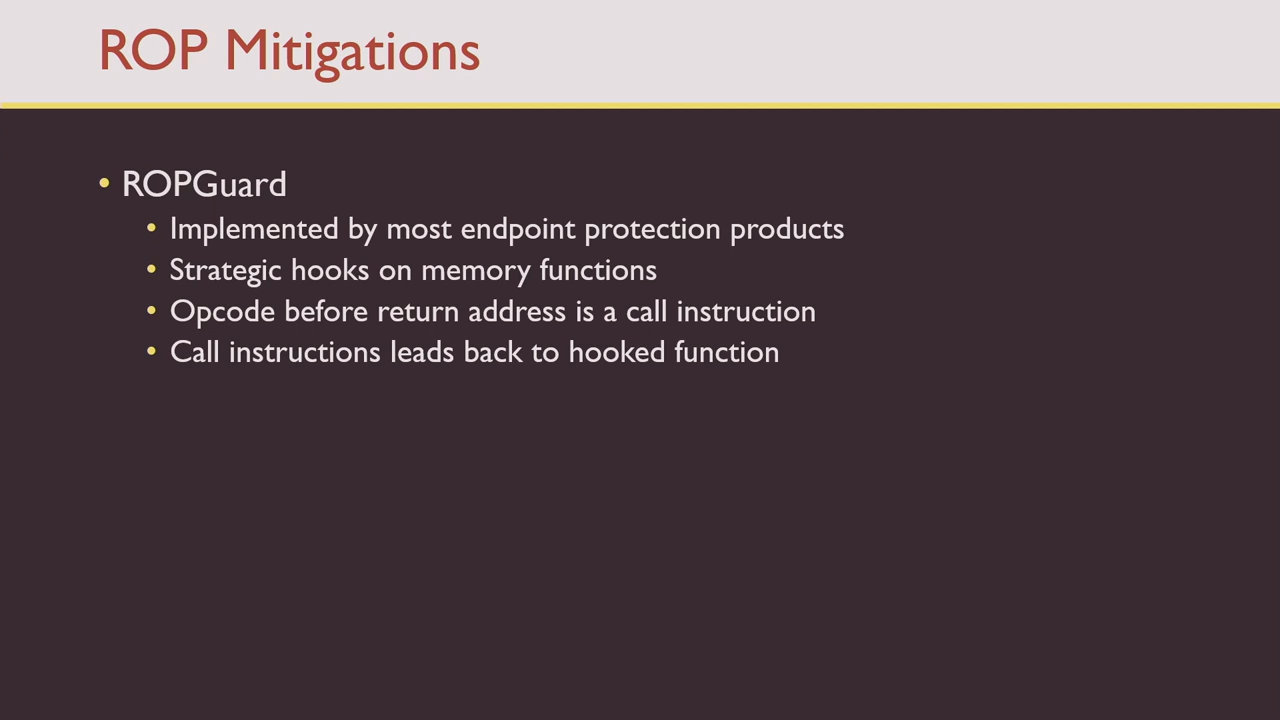 ROP Mitigations
• ROPGuard
• Implemented by most endpoint protection products
• Strategic hooks on memory functions
• Opcode before return address is a call instruction
• Call instructions leads back to hooked function